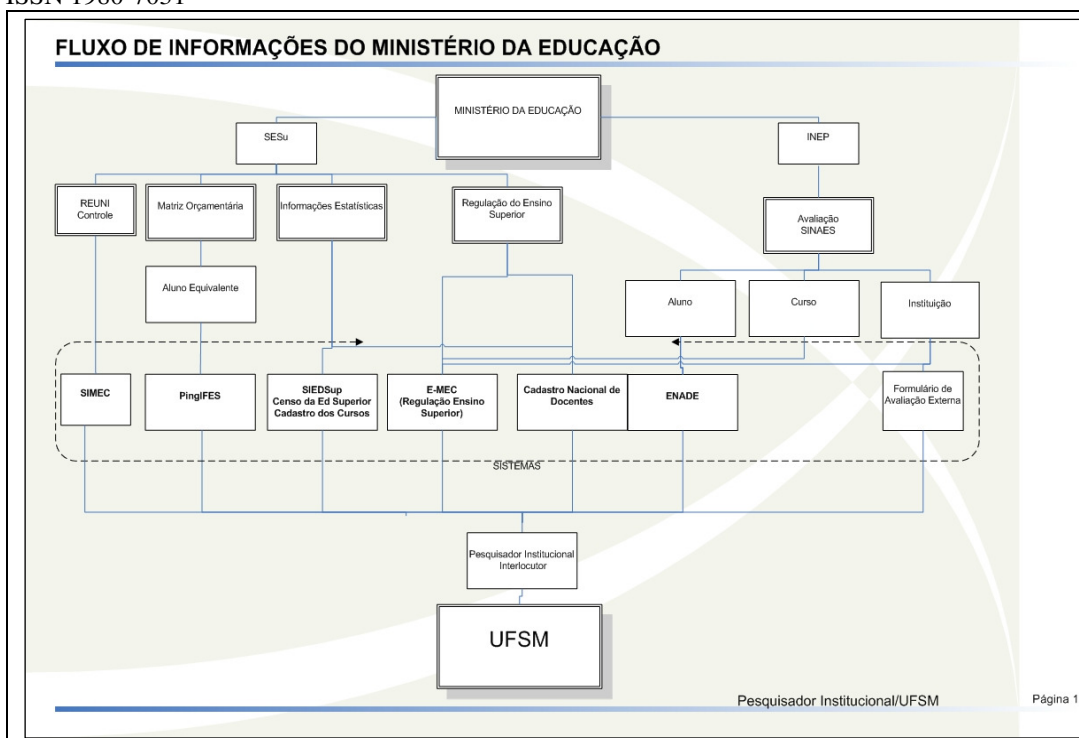 ISSN 1980-7031
FLUXO DE INFORMAÇÕES DO MINISTÉRIO DA EDUCAÇÃO
MINISTÉRIO DA EDUCAÇÃO
SESu
INEP
REUNI
Controle
Matriz Orçamentária
Informações Estatísticas
Regulação do Ensino
Superior
Avaliação
SINAES
Aluno Equivalente
Aluno
Curso
Instituição
SIMEC
PingIFES
SIEDSup
Censo da Ed Superior
Cadastro dos Cursos
E-MEC
(Regulação Ensino
Superior)
Cadastro Nacional de
Docentes
ENADE
Formulário de
Avaliação Externa
SISTEMAS
Pesquisador Institucional
Interlocutor
UFSM
Pesquisador Institucional/UFSM
Página 1